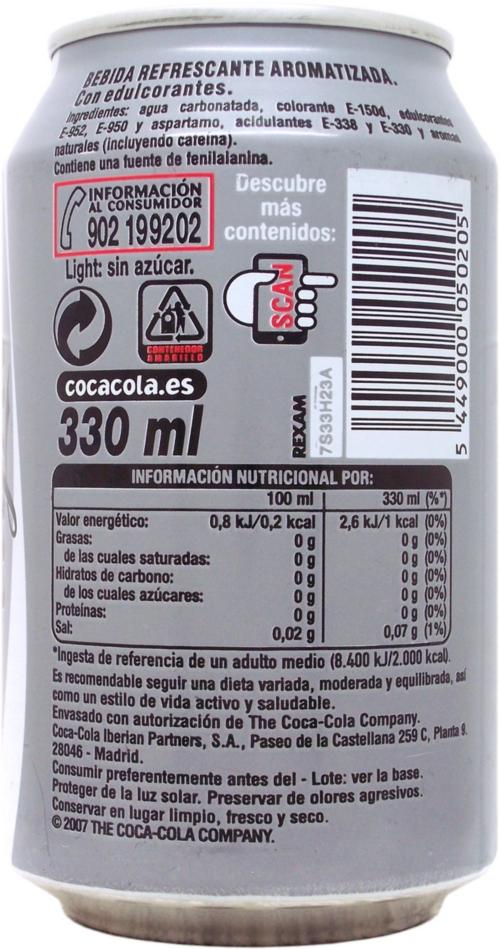 BEBIDA REFRESCANTE AROMATIZADA.
Con edulcorantes.
Ingredientes: agua carbonatada, colorante E-150d, edulcorantes
E-952, E-950 y aspartamo, acidulantes E-338 y E-330 y aromas
naturales (incluyendo cafeína).
Contiene una fuente de fenilalanina.
INFORMACIÓN
AL CONSUMIDOR
902 199202
Light: sin azúcar.
Descubre
más
contenidos:
SCAN
CONTENEDOR
AMARILLO
cocacola.es
330 ml
REXAM
7S33H23A
5 449000 050205
INFORMACIÓN NUTRICIONAL POR:
100 ml 330 ml (%*)
Valor energético: 0,8 kJ/0,2 kcal 2,6 kJ/1 kcal (0%)
Grasas: 0 g 0 g (0%)
de las cuales saturadas: 0 g 0 g (0%)
Hidratos de carbono: 0 g 0 g (0%)
de los cuales azúcares: 0 g 0 g (0%)
Proteínas: 0 g 0 g (0%)
Sal: 0,02 g 0,07 g (1%)
*Ingesta de referencia de un adulto medio (8.400 kJ/2.000 kcal).
Es recomendable seguir una dieta variada, moderada y equilibrada, así
como un estilo de vida activo y saludable.
Envasado con autorización de The Coca-Cola Company.
Coca-Cola Iberian Partners, S.A., Paseo de la Castellana 259 C, Planta 9.
28046 - Madrid.
Consumir preferentemente antes del - Lote: ver la base.
Proteger de la luz solar. Preservar de olores agresivos.
Conservar en lugar limpio, fresco y seco.
© 2007 THE COCA-COLA COMPANY.